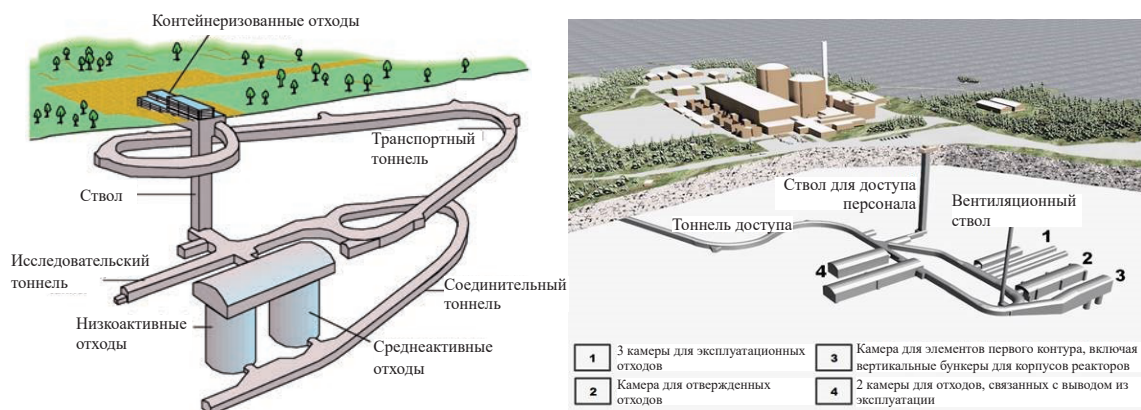 Контейнеризованные отходы
Транспортный
тоннель
Ствол
Исследовательский
тоннель
Соединительный
тоннель
Низкоактивные
отходы
Среднеактивные
отходы
Ствол для доступа
персонала
Вентиляционный
ствол
Тоннель доступа
1
2
3
4
1 3 камеры для эксплуатационных
отходов
2 Камера для отвержденных
отходов
3 Камера для элементов первого контура, включая
вертикальные бункеры для корпусов реакторов
4 2 камеры для отходов, связанных с выводом из
эксплуатации